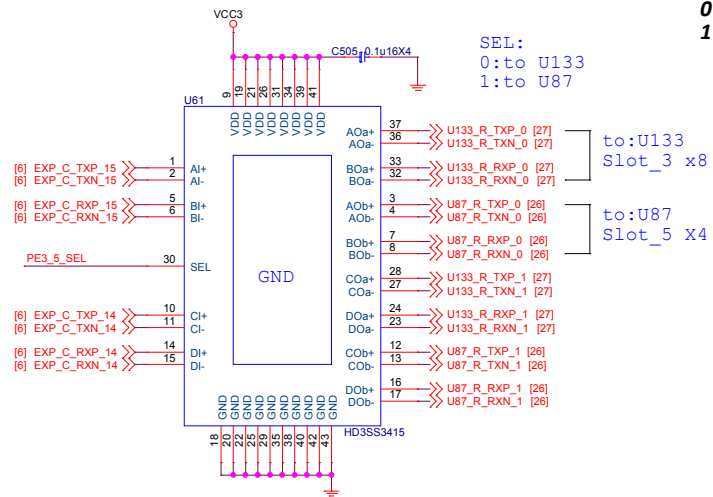 VCC3
0
1
C505 0.1u16X4
SEL:
0:to U133
1:to U87
9 19 21 26 31 34 39 41
U61
VDD VDD VDD VDD VDD VDD VDD VDD
AOa+ 37 U133_R_TXP_0 [27]
AOa- 36 U133_R_TXN_0 [27]
to:U133
Slot_3 x8
[6] EXP_C_TXP_15 1 AI+
[6] EXP_C_TXN_15 2 AI-
BOa+ 33 U133_R_RXP_0 [27]
BOa- 32 U133_R_RXN_0 [27]
[6] EXP_C_RXP_15 5 BI+
[6] EXP_C_RXN_15 6 BI-
AOb+ 3 U87_R_TXP_0 [26]
AOb- 4 U87_R_TXN_0 [26]
to:U87
Slot_5 X4
BOb+ 7 U87_R_RXP_0 [26]
BOb- 8 U87_R_RXN_0 [26]
PE3_5_SEL 30 SEL
GND
COa+ 28 U133_R_TXP_1 [27]
COa- 27 U133_R_TXN_1 [27]
[6] EXP_C_TXP_14 10 CI+
[6] EXP_C_TXN_14 11 CI-
DOa+ 24 U133_R_RXP_1 [27]
DOa- 23 U133_R_RXN_1 [27]
[6] EXP_C_RXP_14 14 DI+
[6] EXP_C_RXN_14 15 DI-
COb+ 12 U87_R_TXP_1 [26]
COb- 13 U87_R_TXN_1 [26]
DOb+ 16 U87_R_RXP_1 [26]
DOb- 17 U87_R_RXN_1 [26]
GND GND GND GND GND GND GND GND GND GND
HD3SS3415
18 20 22 25 29 35 38 40 42 43